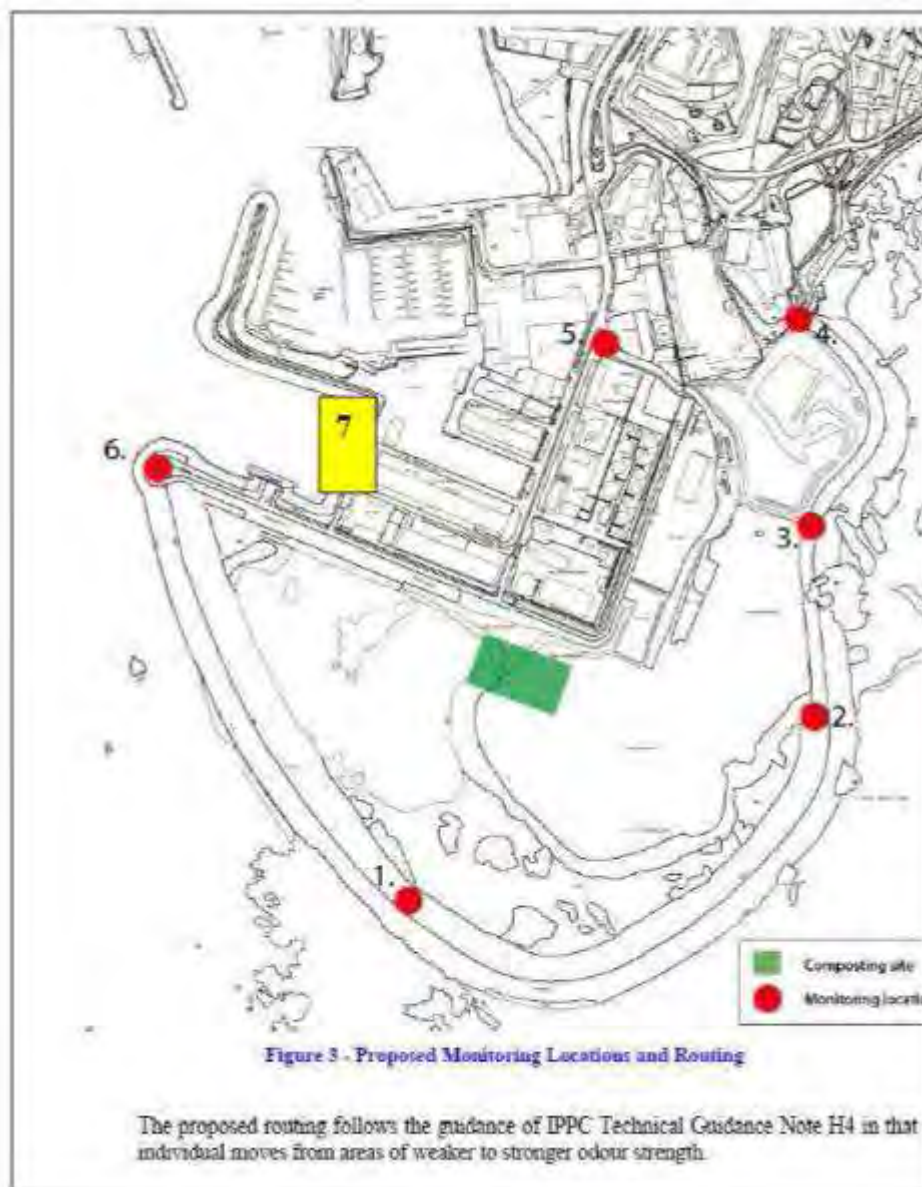 5.
4.
7
6.
3.
2.
1.
Composting site
Monitoring locati
Figure 3 - Proposed Monitoring Locations and Routing
The proposed routing follows the guidance of IPPC Technical Guidance Note H4 in that
individual moves from areas of weaker to stronger odour strength.